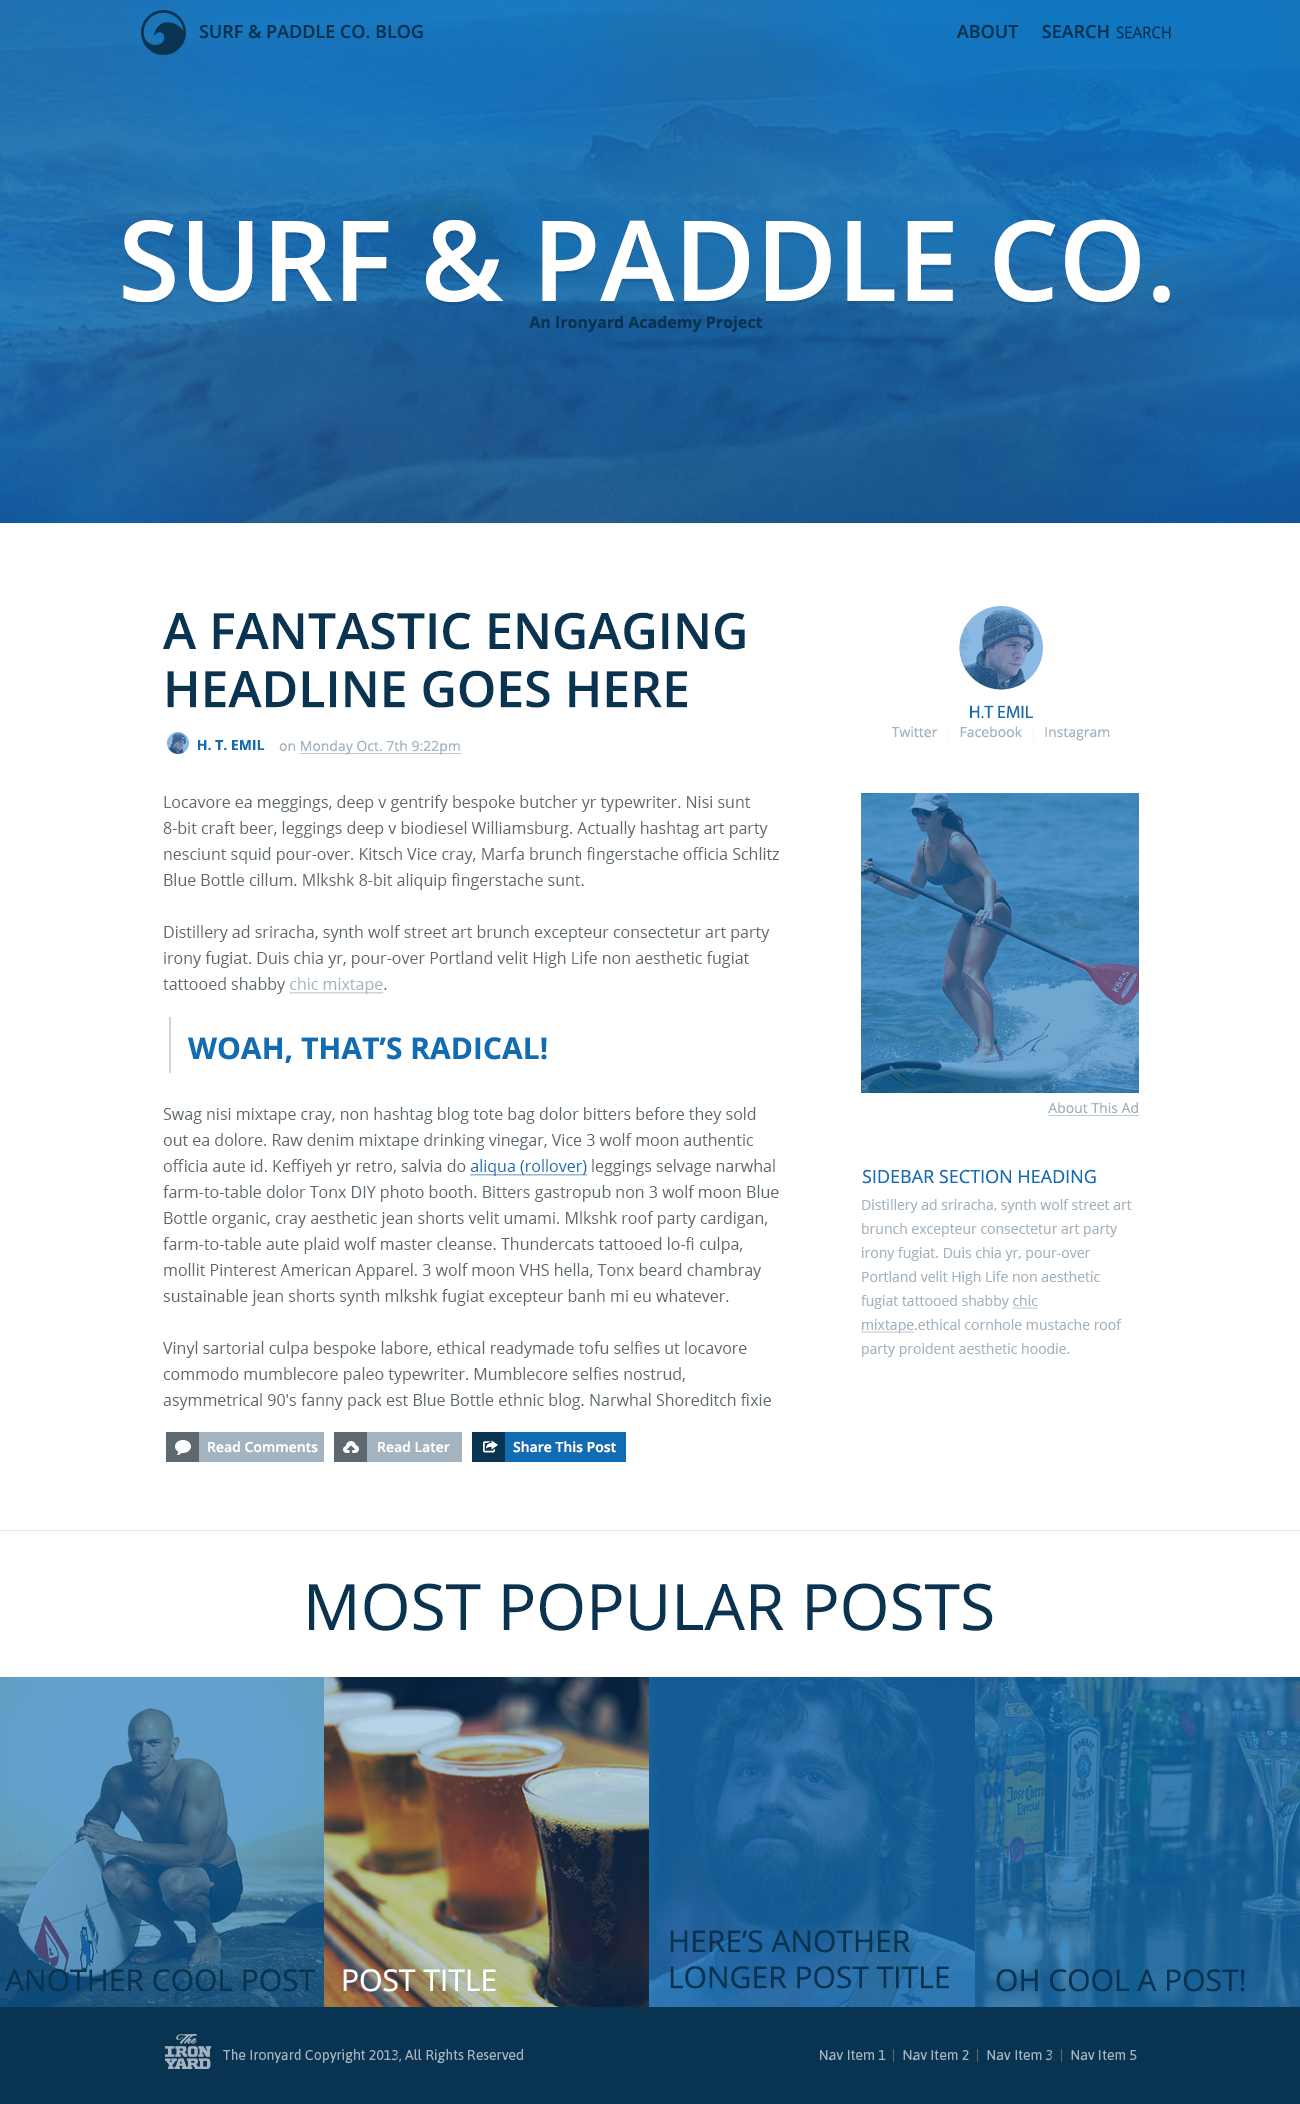 SURF & PADDLE CO. BLOG
ABOUT SEARCH SEARCH
SURF & PADDLE CO.
An Ironyard Academy Project
A FANTASTIC ENGAGING
HEADLINE GOES HERE
H. T. EMIL on Monday Oct. 7th 9:22pm
Locavore ea meggings, deep v gentrify bespoke butcher yr typewriter. Nisi sunt
8-bit craft beer, leggings deep v biodiesel Williamsburg. Actually hashtag art party
nesciunt squid pour-over. Kitsch Vice cray, Marfa brunch fingerstache officia Schlitz
Blue Bottle cillum. Mlkshk 8-bit aliquip fingerstache sunt.
Distillery ad sriracha, synth wolf street art brunch excepteur consectetur art party
irony fugiat. Duis chia yr, pour-over Portland velit High Life non aesthetic fugiat
tattooed shabby chic mixtape.
WOAH, THAT'S RADICAL!
Swag nisi mixtape cray, non hashtag blog tote bag dolor bitters before they sold
out ea dolore. Raw denim mixtape drinking vinegar, Vice 3 wolf moon authentic
officia aute id. Keffiyeh yr retro, salvia do aliqua (rollover) leggings selvage narwhal
farm-to-table dolor Tonx DIY photo booth. Bitters gastropub non 3 wolf moon Blue
Bottle organic, cray aesthetic jean shorts velit umami. Mlkshk roof party cardigan,
farm-to-table aute plaid wolf master cleanse. Thundercats tattooed lo-fi culpa,
mollit Pinterest American Apparel. 3 wolf moon VHS hella, Tonx beard chambray
sustainable jean shorts synth mlkshk fugiat excepteur banh mi eu whatever.
Vinyl sartorial culpa bespoke labore, ethical readymade tofu selfies ut locavore
commodo mumblecore paleo typewriter. Mumblecore selfies nostrud,
asymmetrical 90's fanny pack est Blue Bottle ethnic blog. Narwhal Shoreditch fixie
Read Comments
Read Later
Share This Post
H.T EMIL
Twitter Facebook Instagram
KBSS
About This Ad
SIDEBAR SECTION HEADING
Distillery ad sriracha, synth wolf street art
brunch excepteur consectetur art party
irony fugiat. Duis chia yr, pour-over
Portland velit High Life non aesthetic
fugiat tattooed shabby chic
mixtape.ethical cornhole mustache roof
party proident aesthetic hoodie.
MOST POPULAR POSTS
ANOTHER COOL POST
POST TITLE
HERE'S ANOTHER
LONGER POST TITLE
Jose Cuervo
Especial
BOMBAY
SAPPHIRE
OH COOL A POST!
The
IRON
YARD
The Ironyard Copyright 2013, All Rights Reserved
Nav Item 1 | Nav Item 2 | Nav Item 3 | Nav Item 5